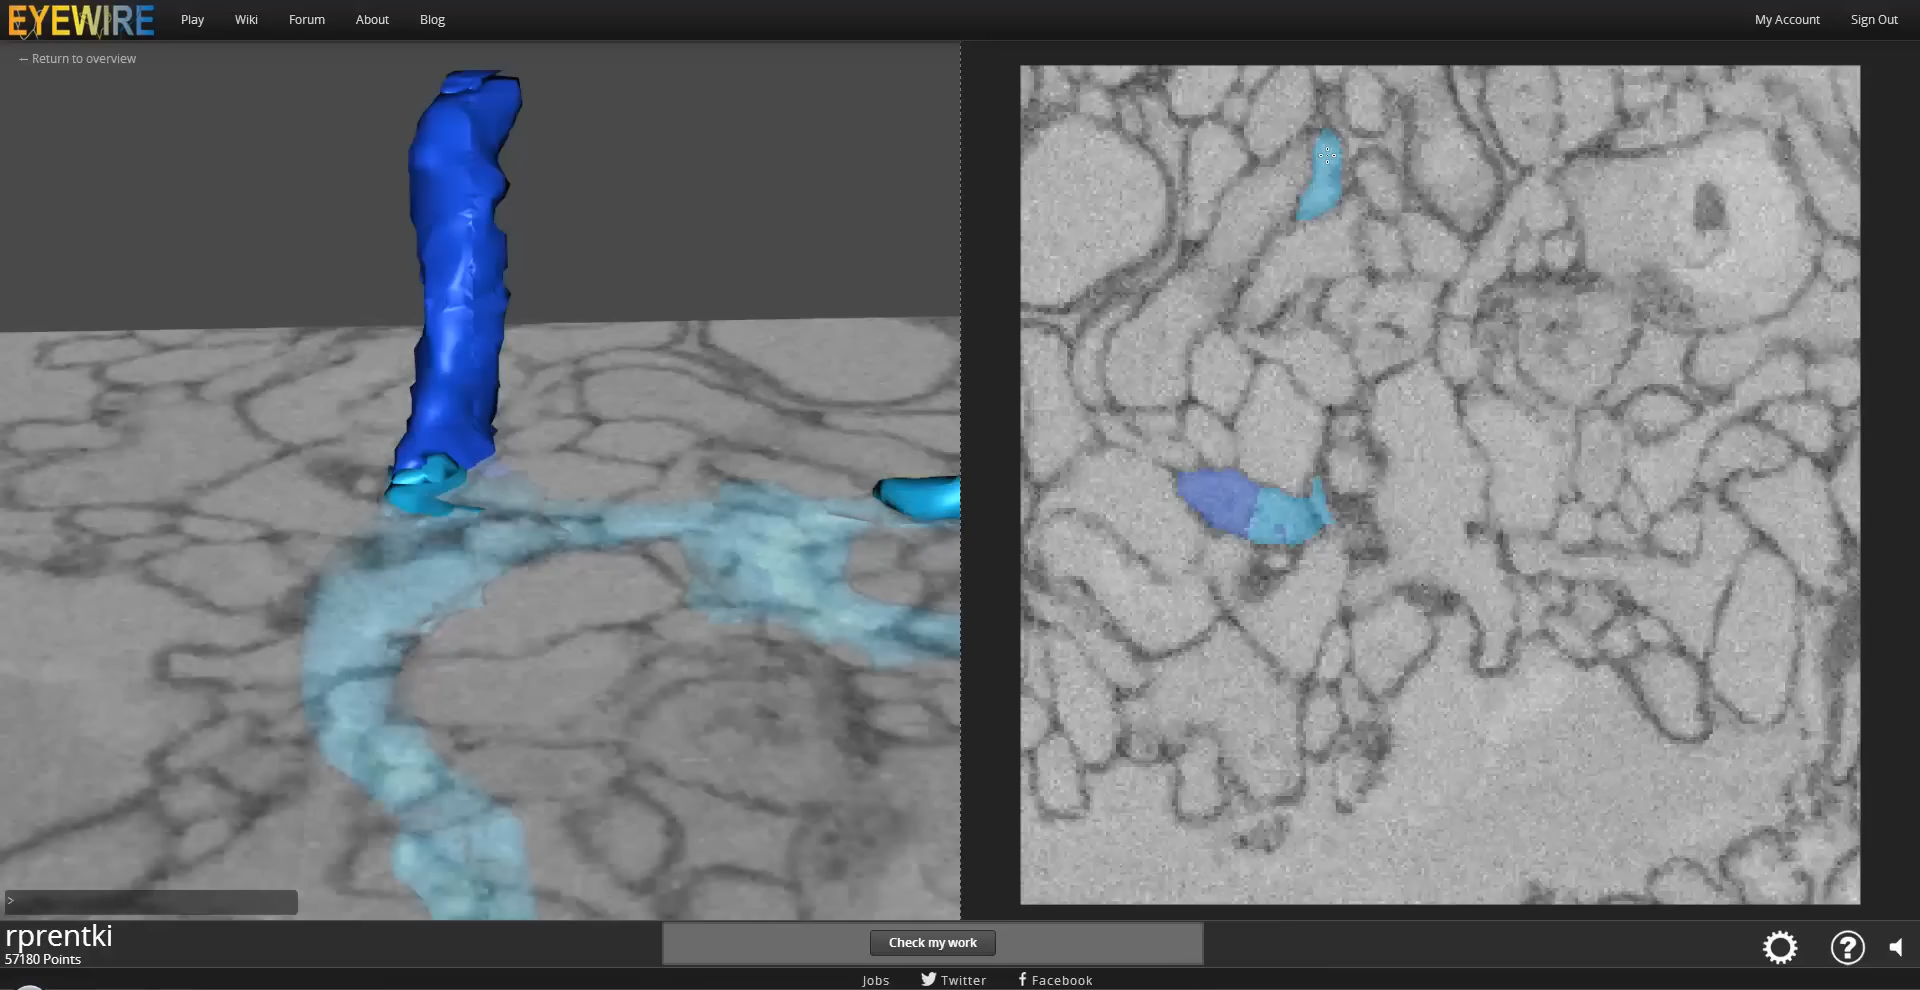 EYEWIRE Play Wiki Forum About Blog My Account Sign Out
← Return to overview
>
rprentki
57180 Points
Check my work
?
Jobs Twitter Facebook